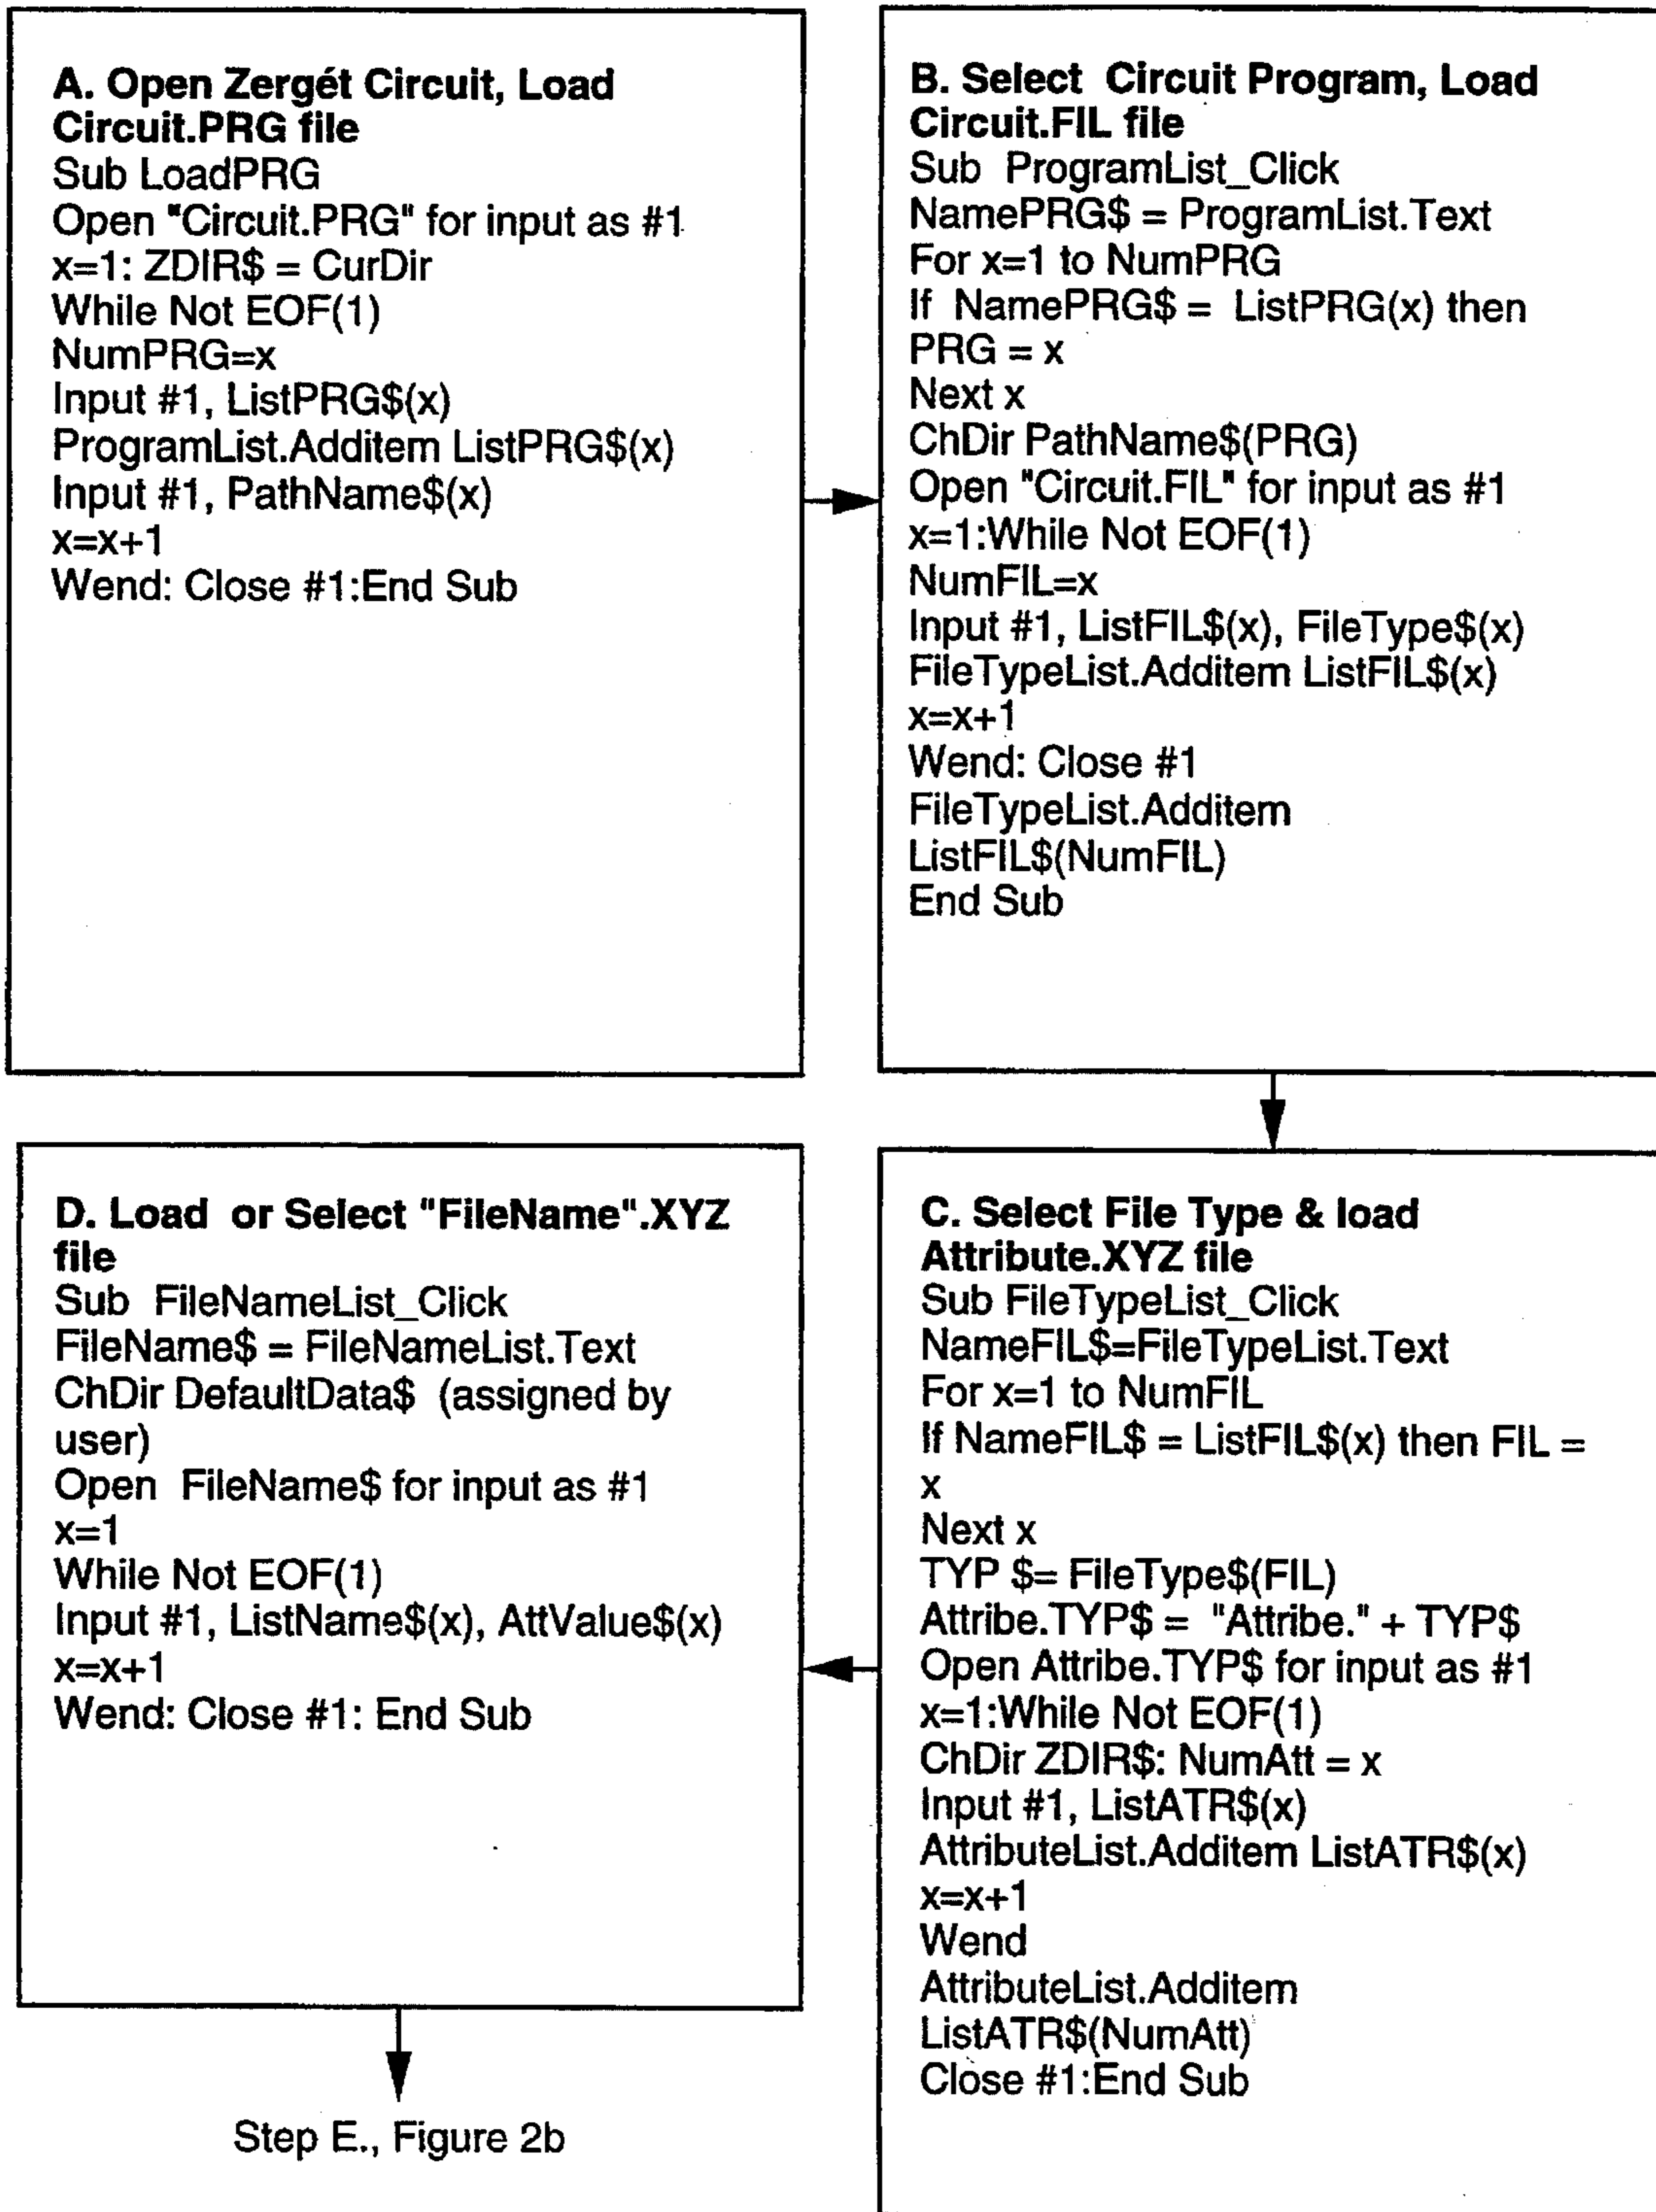 A. Open Zergét Circuit, Load
Circuit.PRG file
Sub LoadPRG
Open "Circuit.PRG" for input as #1
x=1: ZDIR$ = CurDir
While Not EOF(1)
NumPRG=x
Input #1, ListPRG$(x)
ProgramList.Additem ListPRG$(x)
Input #1, PathName$(x)
x=x+1
Wend: Close #1:End Sub
B. Select Circuit Program, Load
Circuit.FIL file
Sub ProgramList_Click
NamePRG$ = ProgramList.Text
For x=1 to NumPRG
If NamePRG$ = ListPRG(x) then
PRG = x
Next x
ChDir PathName$(PRG)
Open "Circuit.FIL" for input as #1
x=1:While Not EOF(1)
NumFIL=x
Input #1, ListFIL$(x), FileType$(x)
FileTypeList.Additem ListFIL$(x)
x=x+1
Wend: Close #1
FileTypeList.Additem
ListFIL$(NumFIL)
End Sub
C. Select File Type & load
Attribute.XYZ file
Sub FileTypeList_Click
NameFIL$=FileTypeList.Text
For x=1 to NumFIL
If NameFIL$ = ListFIL$(x) then FIL =
x
Next x
TYP $= FileType$(FIL)
Attribe.TYP$ = "Attribe." + TYP$
Open Attribe.TYP$ for input as #1
x=1:While Not EOF(1)
ChDir ZDIR$: NumAtt = x
Input #1, ListATR$(x)
AttributeList.Additem ListATR$(x)
x=x+1
Wend
AttributeList.Additem
ListATR$(NumAtt)
Close #1:End Sub
D. Load or Select "FileName".XYZ
file
Sub FileNameList_Click
FileName$ = FileNameList.Text
ChDir DefaultData$ (assigned by
user)
Open FileName$ for input as #1
x=1
While Not EOF(1)
Input #1, ListName$(x), AttValue$(x)
x=x+1
Wend: Close #1: End Sub
Step E., Figure 2b